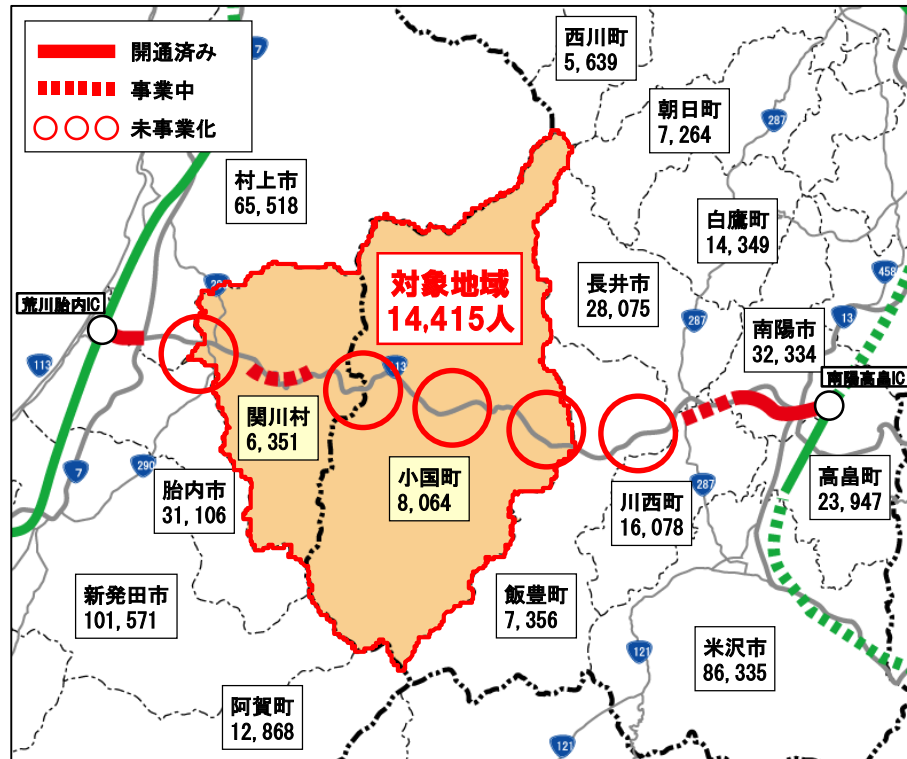 開通済み
事業中
未事業化
7
西川町
5,639
朝日町
7,264
287
村上市
65,518
白鷹町
14,349
対象地域
14,415人
長井市
28,075
458
荒川胎内IC
287
13
南陽市
32,334
113
南陽高畠IC
関川村
6,351
小国町
8,064
7
290
胎内市
31,106
287
川西町
16,078
高畠町
23,947
新発田市
101,571
飯豊町
7,356
121
米沢市
86,335
阿賀町
12,868
121